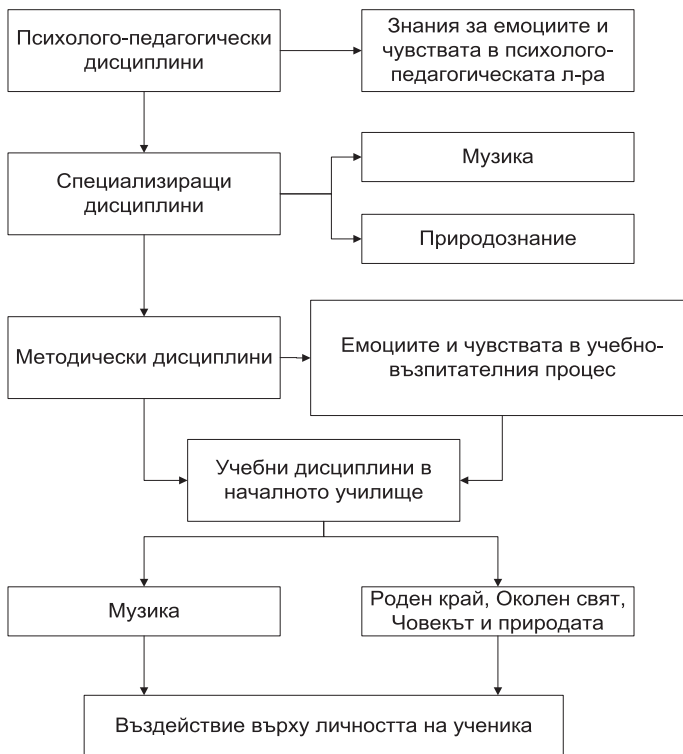 Психолого-педагогически
дисциплини
Знания за емоциите и
чувствата в психолого-
педагогическата л-ра
Специализиращи
дисциплини
Музика
Природознание
Методически дисциплини
Емоциите и чувствата в учебно-
възпитателния процес
Учебни дисциплини в
началното училище
Музика
Роден край, Околен свят,
Човекът и природата
Въздействие върху личността на ученика